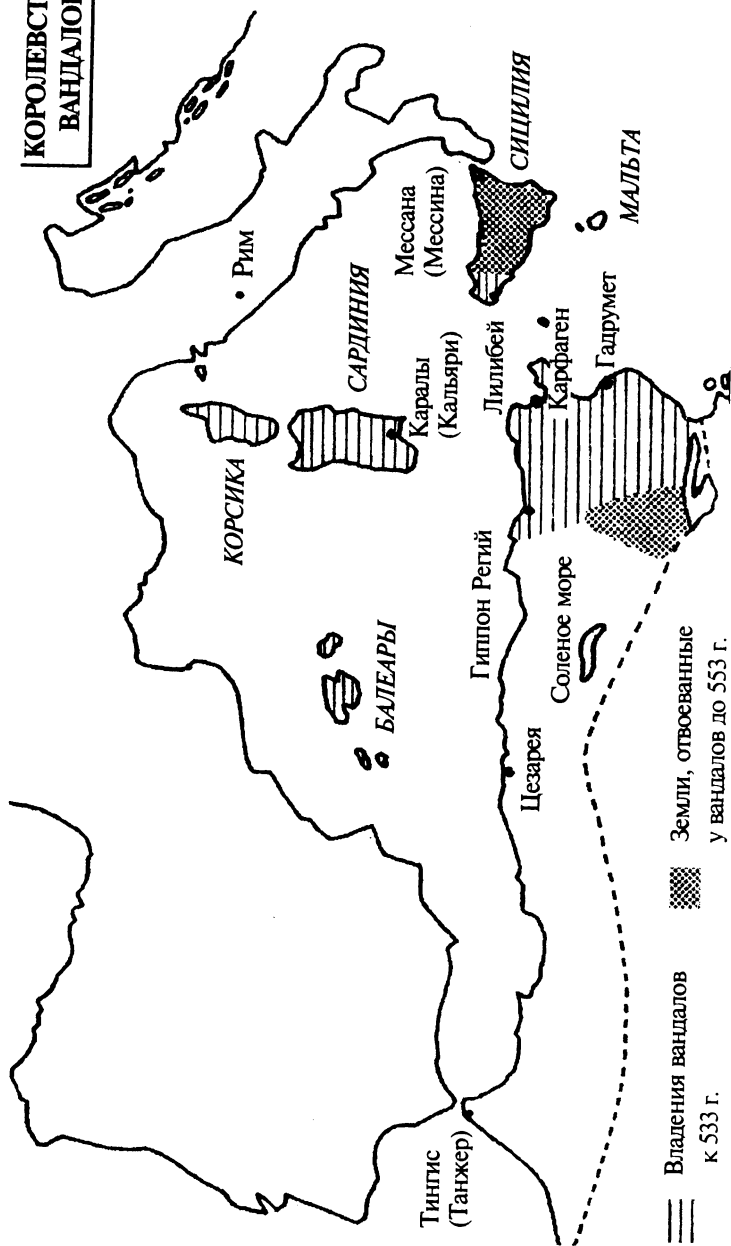 КОРОЛЕВСТ
ВАНДАЛОВ
Рим
КОРСИКА
САРДИНИЯ
Каралы
(Кальяри)
Мессана
(Мессина)
СИЦИЛИЯ
МАЛЬТА
БАЛЕАРЫ
Лилибей
Карфаген
Гадрумет
Гиппон Регий
Соленое море
Цезарея
Тингис
(Танжер)
Владения вандалов
к 533 г.
Земли, отвоеванные
у вандалов до 553 г.